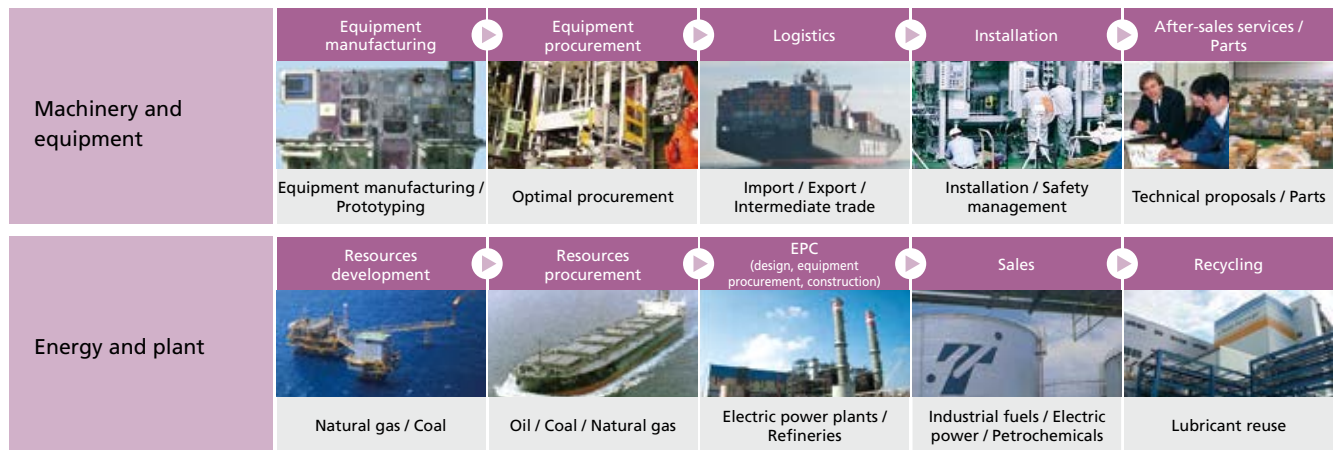 Machinery and
equipment
Equipment
manufacturing
Equipment
procurement
Logistics
Installation
After-sales services /
Parts
Equipment manufacturing /
Prototyping
Optimal procurement
Import / Export /
Intermediate trade
Installation / Safety
management
Technical proposals / Parts
Energy and plant
Resources
development
Resources
procurement
EPC
(design, equipment
procurement, construction)
Sales
Recycling
Natural gas / Coal
Oil / Coal / Natural gas
Electric power plants /
Refineries
Industrial fuels / Electric
power / Petrochemicals
Lubricant reuse